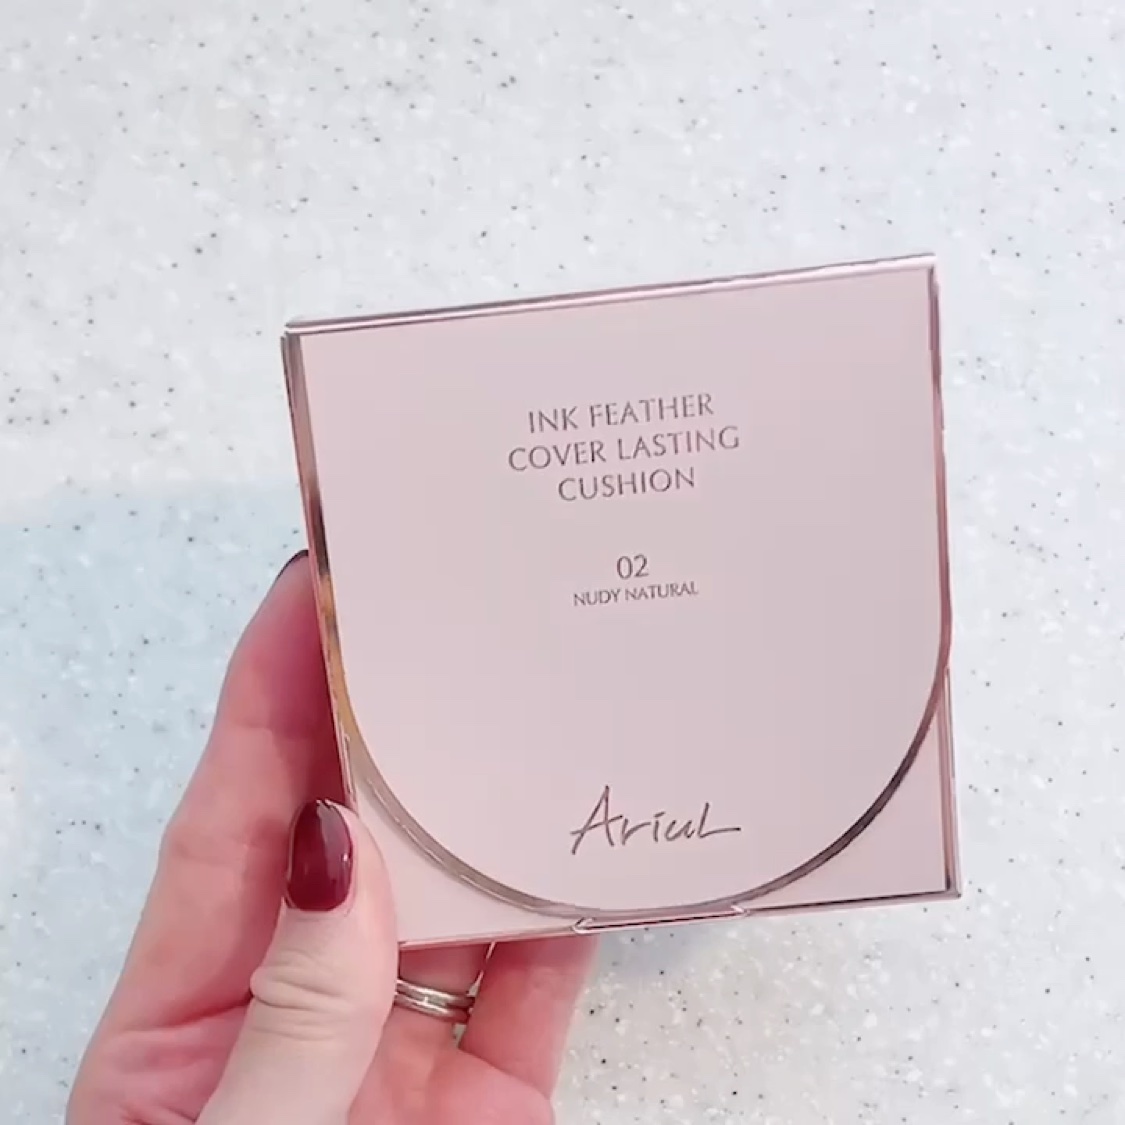 INK FEATHER
COVER LASTING
CUSHION
02
NUDY NATURAL
Ariul